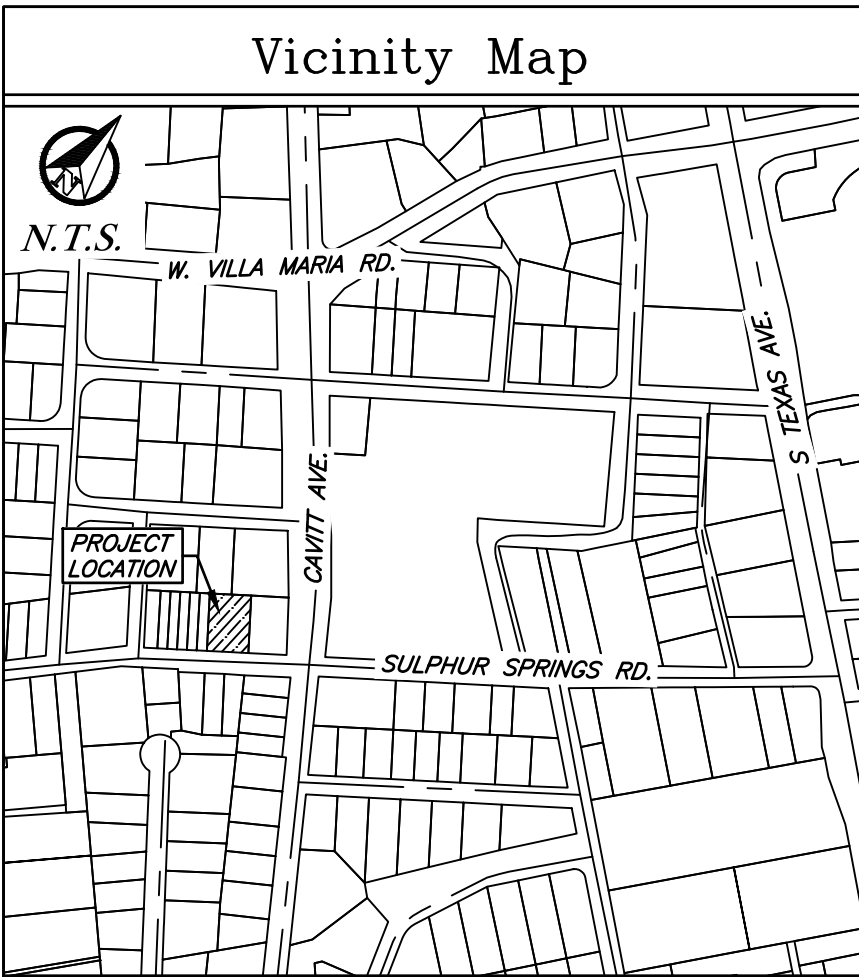 Vicinity Map
N
N.T.S.
W. VILLA MARIA RD.
S TEXAS AVE.
CAVITT AVE.
PROJECT
LOCATION
SULPHUR SPRINGS RD.